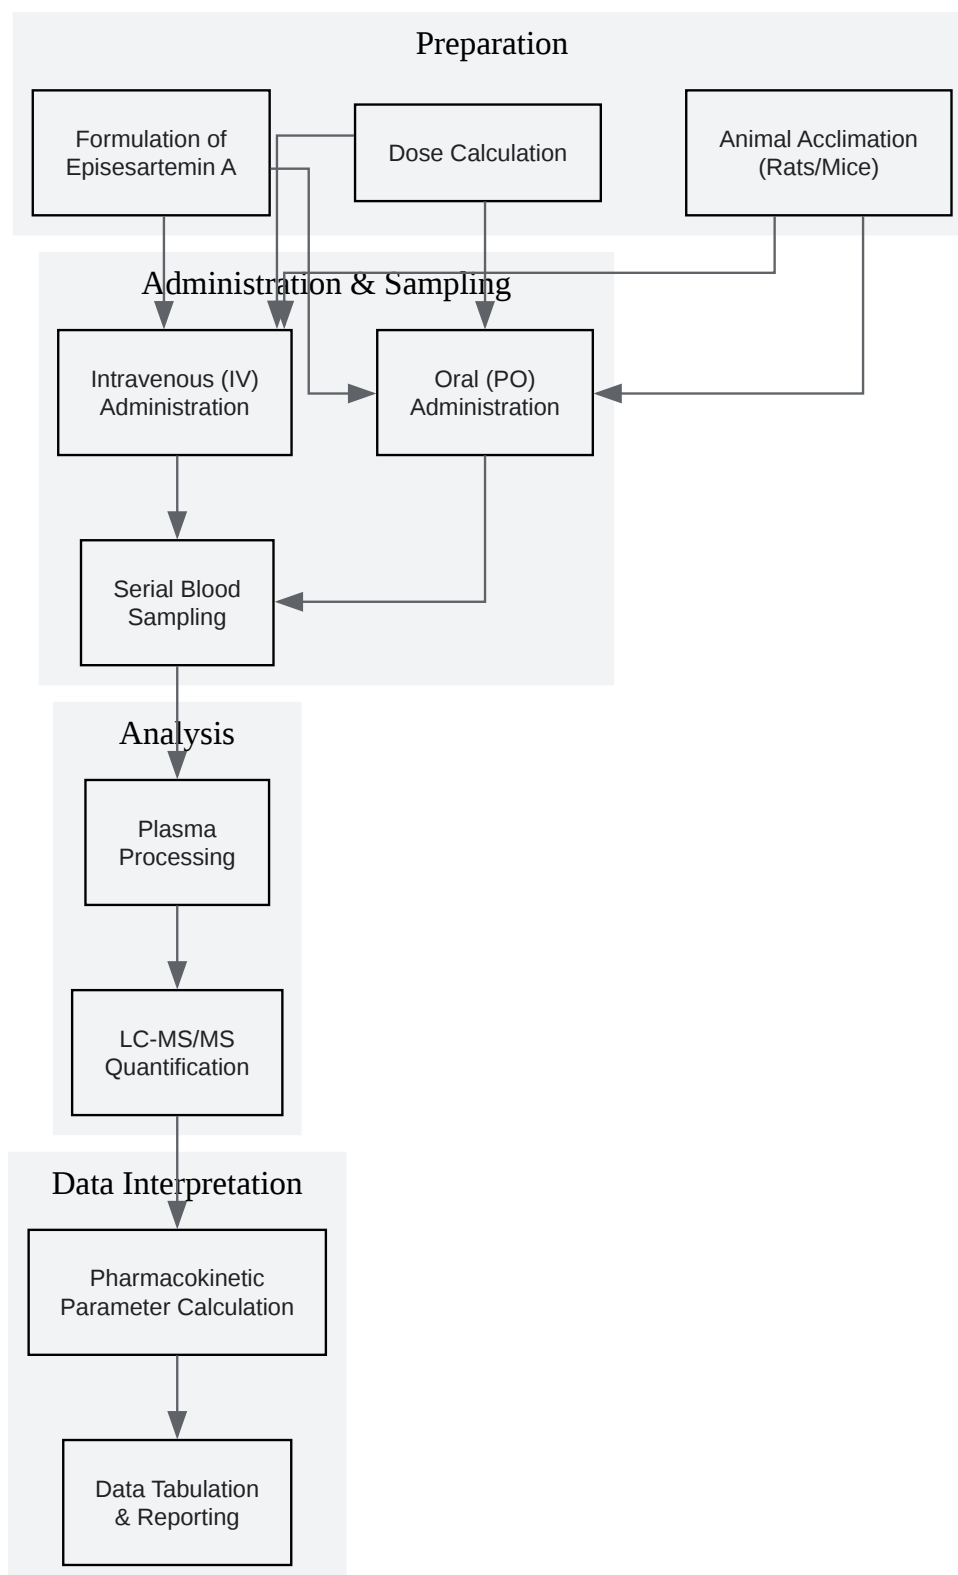 Preparation
Formulation of
Episesartemin A
Dose Calculation
Animal Acclimation
(Rats/Mice)
Administration & Sampling
Intravenous (IV)
Administration
Oral (PO)
Administration
Serial Blood
Sampling
Analysis
Plasma
Processing
LC-MS/MS
Quantification
Data Interpretation
Pharmacokinetic
Parameter Calculation
Data Tabulation
& Reporting